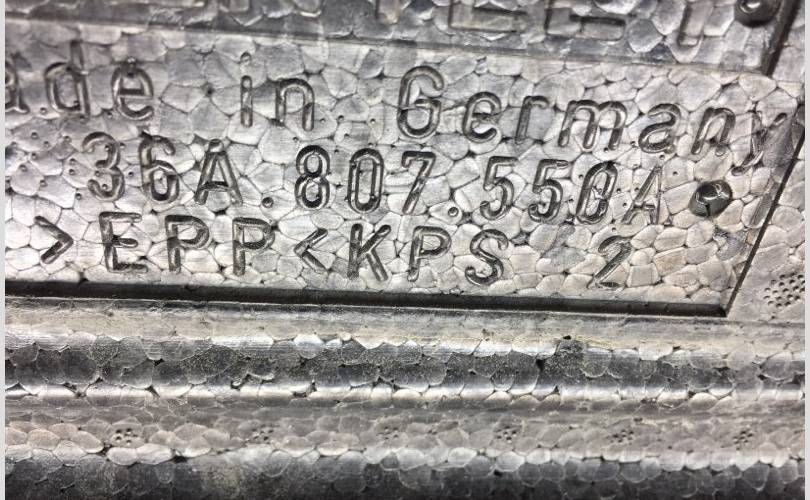 ade in Germany
36A.807.550A
>EPP<KPS 2